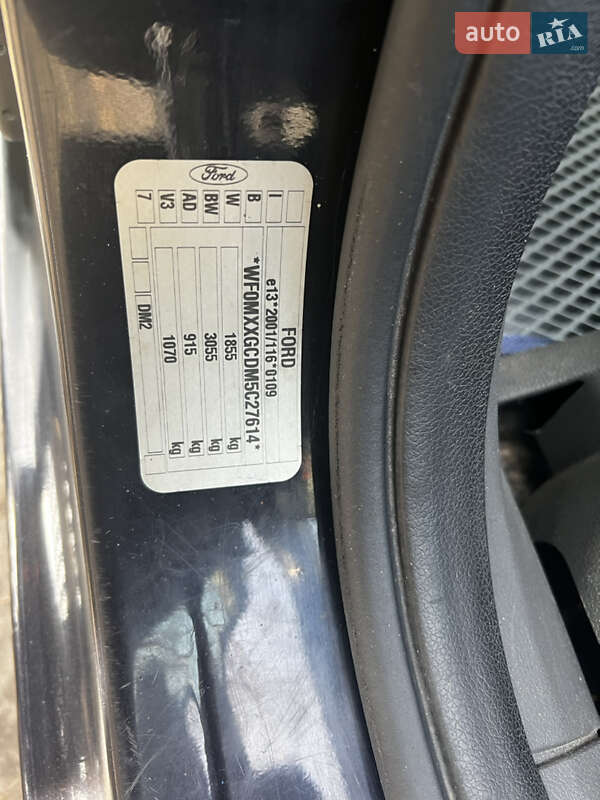 auto RIA.com
Ford
FORD
e13*2001/116*0109
*WF0MXXGCDM5C27614*
1855 kg
3055 kg
915 kg
1070 kg
DM2
I
B
W
BW
AD
V3
7